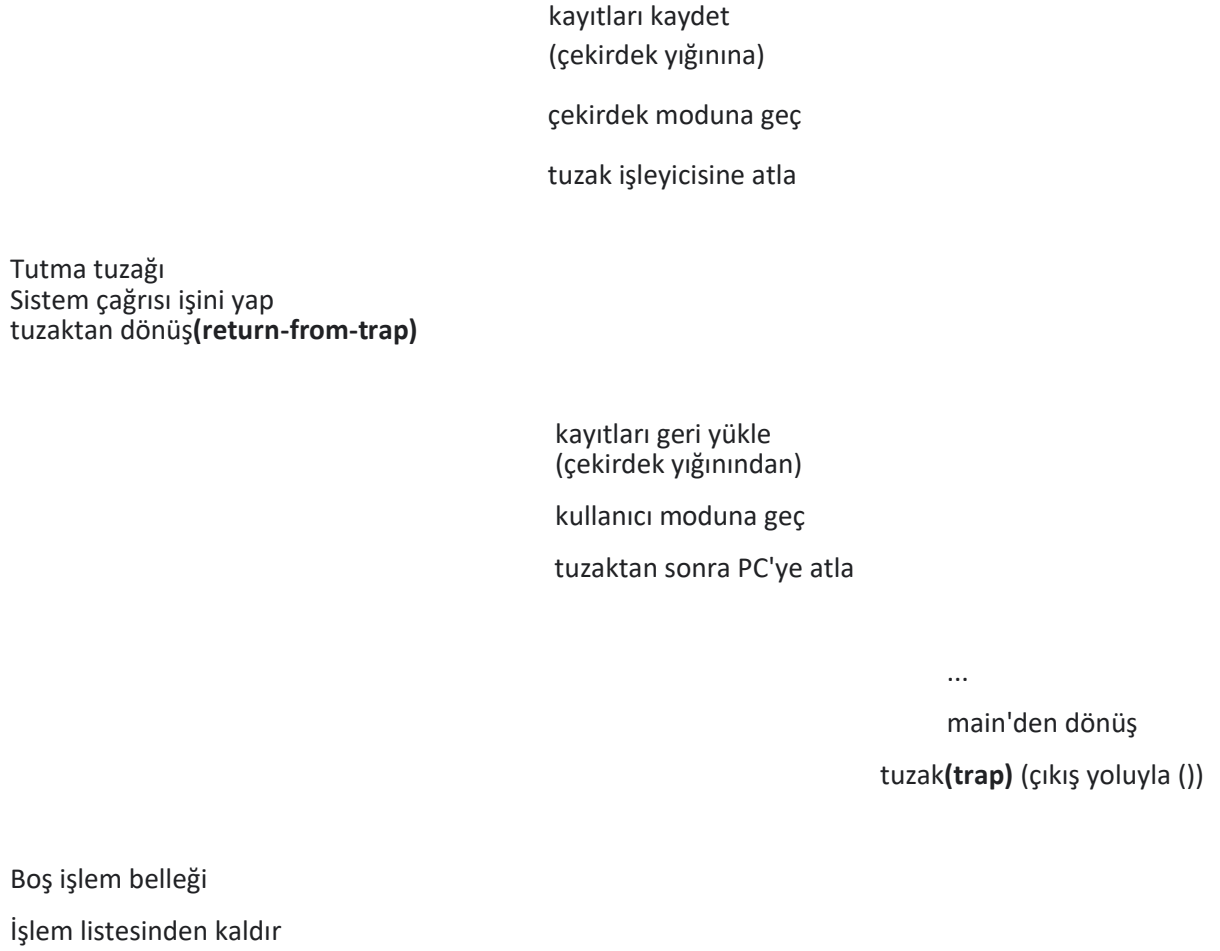 kayıtları kaydet
(çekirdek yığınına)
çekirdek moduna geç
tuzak işleyicisine atla
Tutma tuzağı
Sistem çağrısı işini yap
tuzaktan dönüş(return-from-trap)
kayıtları geri yükle
(çekirdek yığınından)
kullanıcı moduna geç
tuzaktan sonra PC'ye atla
...
main'den dönüş
tuzak(trap) (çıkış yoluyla ())
Boş işlem belleği
İşlem listesinden kaldır